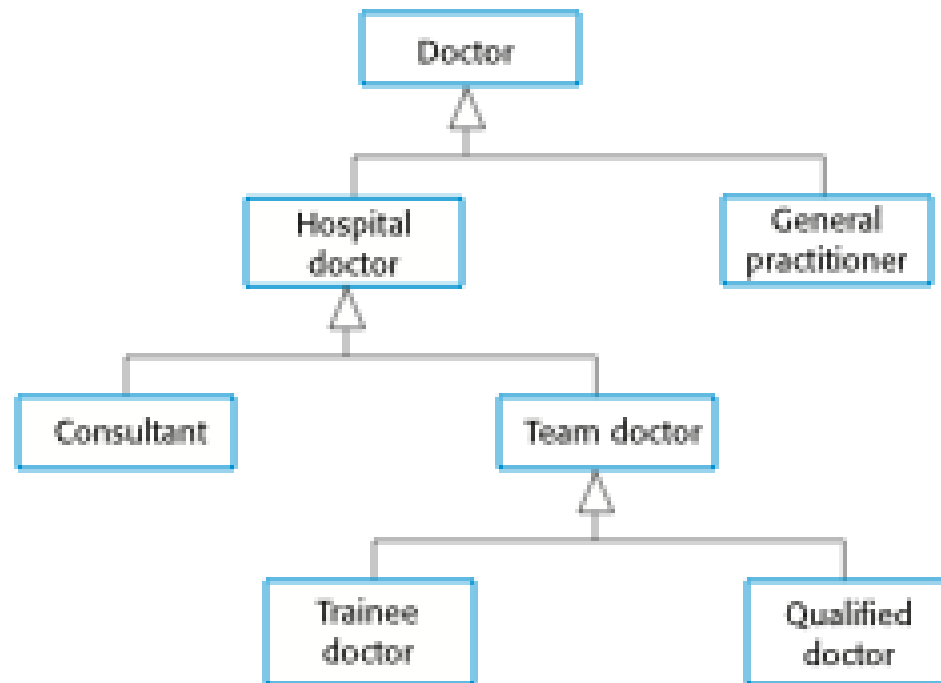 Doctor
Hospital
doctor
General
practitioner
Consultant
Team doctor
Trainee
doctor
Qualified
doctor